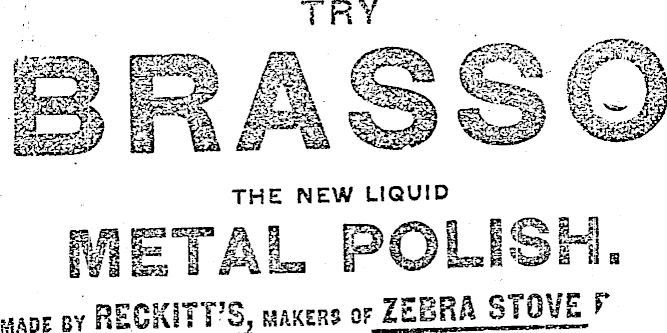 TRY
BRASSO
THE NEW LIQUID
METAL POLISH.
MADE BY RECKITT'S, MAKERS OF ZEBRA STOVE